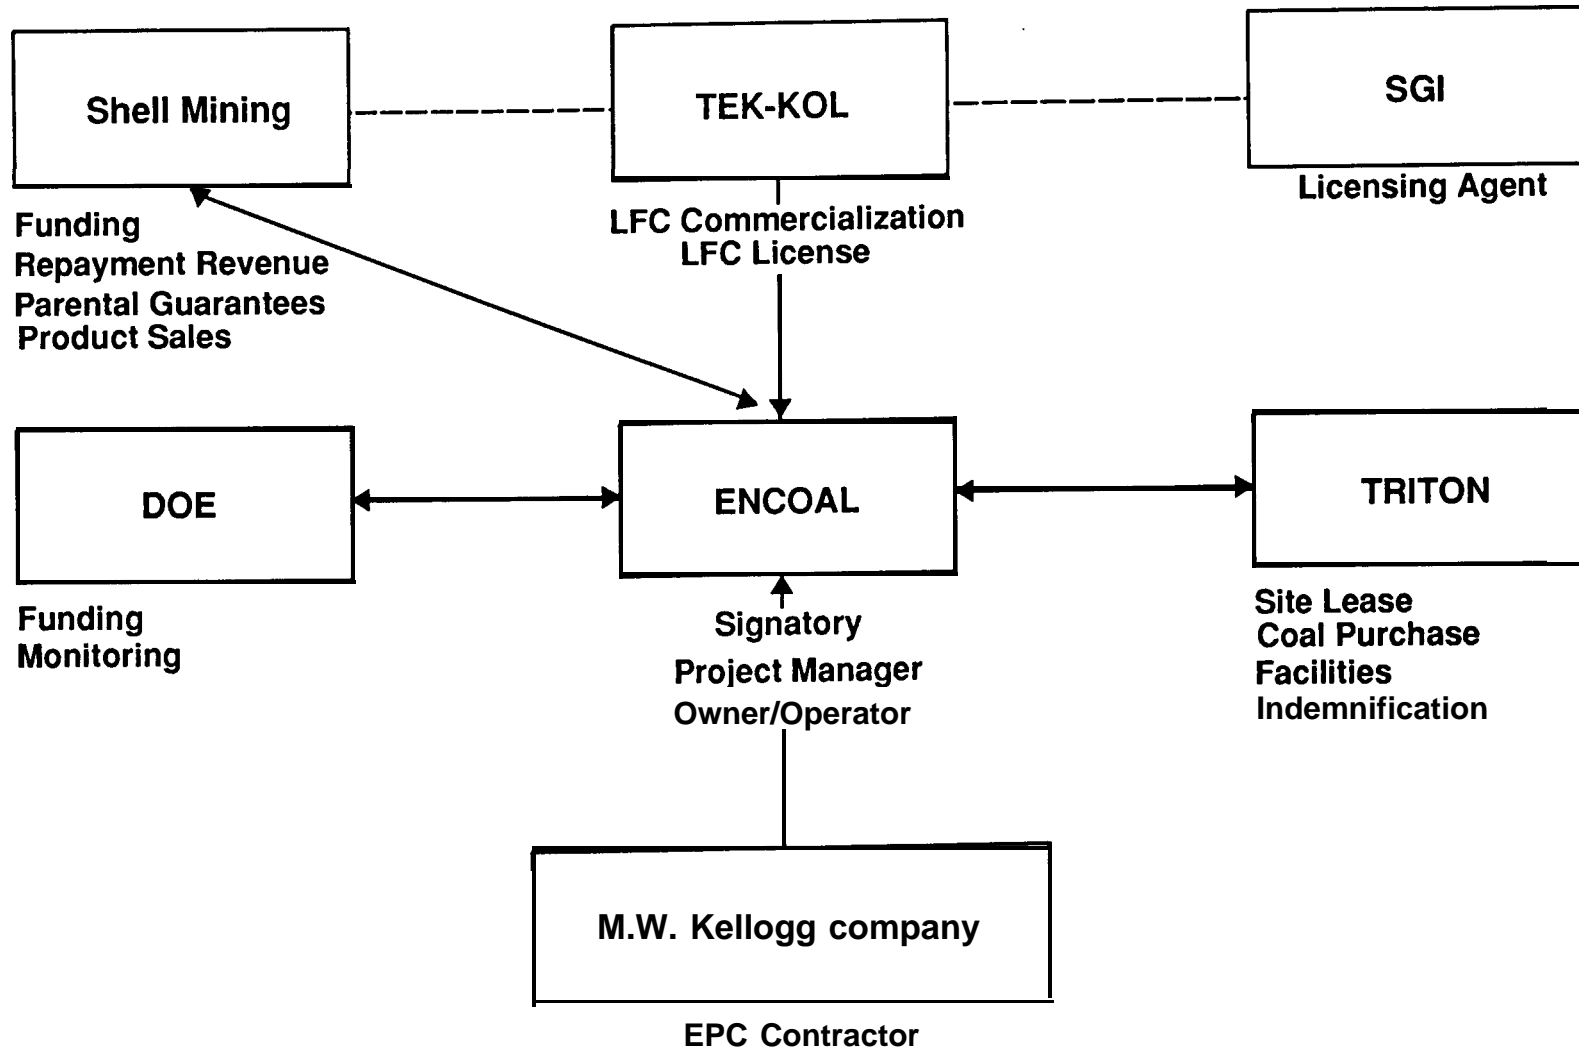 Shell Mining
TEK-KOL
SGI
Licensing Agent
Funding
Repayment Revenue
Parental Guarantees
Product Sales
LFC Commercialization
LFC License
DOE
ENCOAL
TRITON
Funding
Monitoring
Signatory
Project Manager
Owner/Operator
Site Lease
Coal Purchase
Facilities
Indemnification
M.W. Kellogg company
EPC Contractor